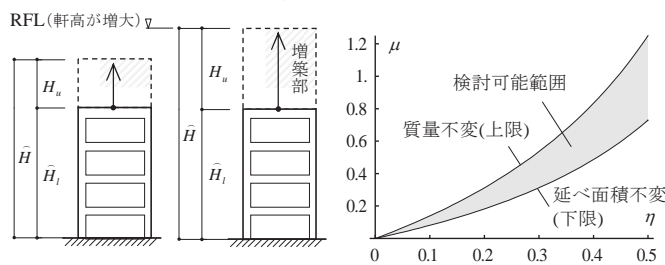 RFL(軒高が増大)
増築部
H_u
H_u
Ĥ
Ĥ_l
Ĥ
Ĥ_l
1.2
μ
1
0.8
0.6
0.4
0.2
検討可能範囲
質量不変(上限)
延べ面積不変
(下限)
η
0
0.1
0.2
0.3
0.4
0.5